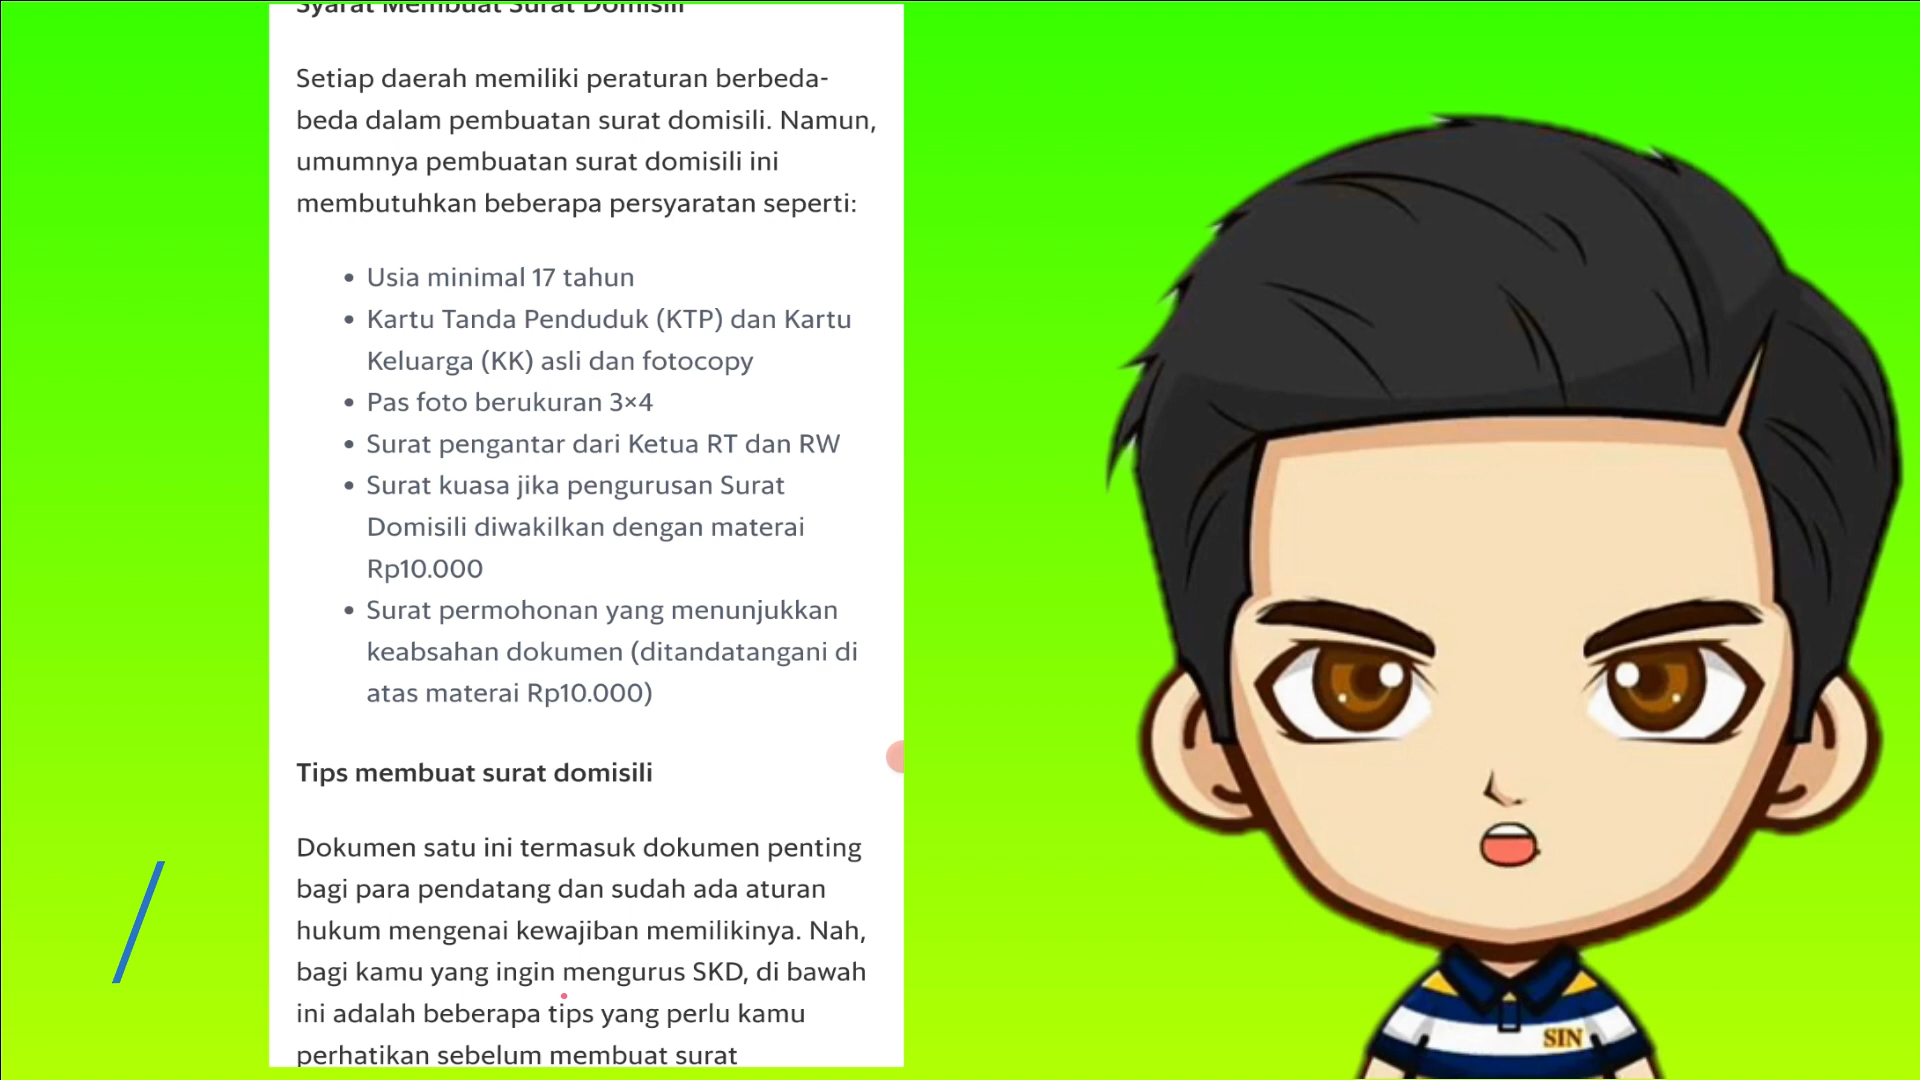 Syarat Membuat Surat Domisili
Setiap daerah memiliki peraturan berbeda-
beda dalam pembuatan surat domisili. Namun,
umumnya pembuatan surat domisili ini
membutuhkan beberapa persyaratan seperti:
• Usia minimal 17 tahun
• Kartu Tanda Penduduk (KTP) dan Kartu
Keluarga (KK) asli dan fotocopy
• Pas foto berukuran 3×4
• Surat pengantar dari Ketua RT dan RW
• Surat kuasa jika pengurusan Surat
Domisili diwakilkan dengan materai
Rp10.000
• Surat permohonan yang menunjukkan
keabsahan dokumen (ditandatangani di
atas materai Rp10.000)
Tips membuat surat domisili
Dokumen satu ini termasuk dokumen penting
bagi para pendatang dan sudah ada aturan
hukum mengenai kewajiban memilikinya. Nah,
bagi kamu yang ingin mengurus SKD, di bawah
ini adalah beberapa tips yang perlu kamu
perhatikan sebelum membuat surat
SIN